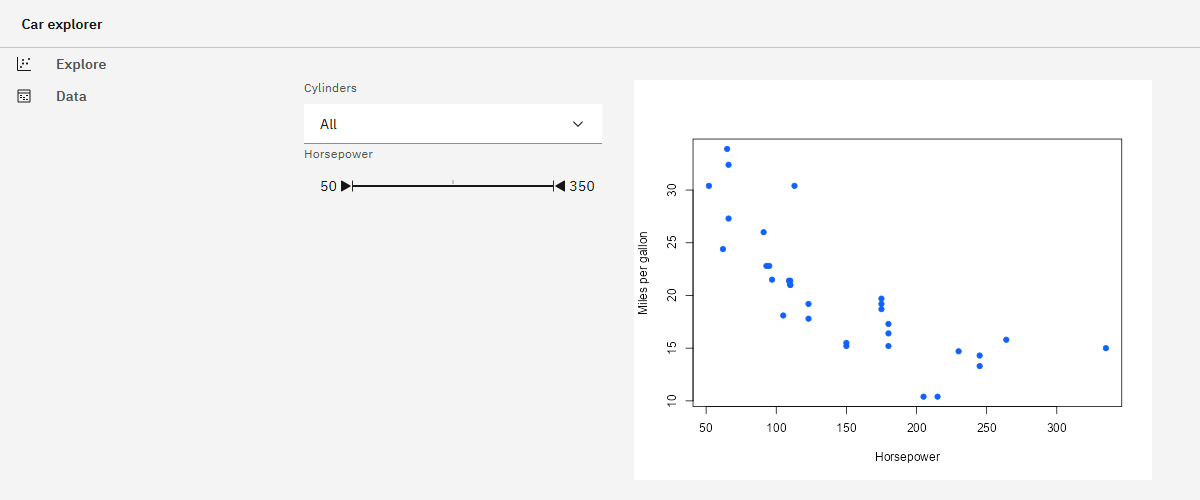 Car explorer
Explore
Data
Cylinders
All
Horsepower
50 350
Miles per gallon
30
25
20
15
10
50 100 150 200 250 300
Horsepower